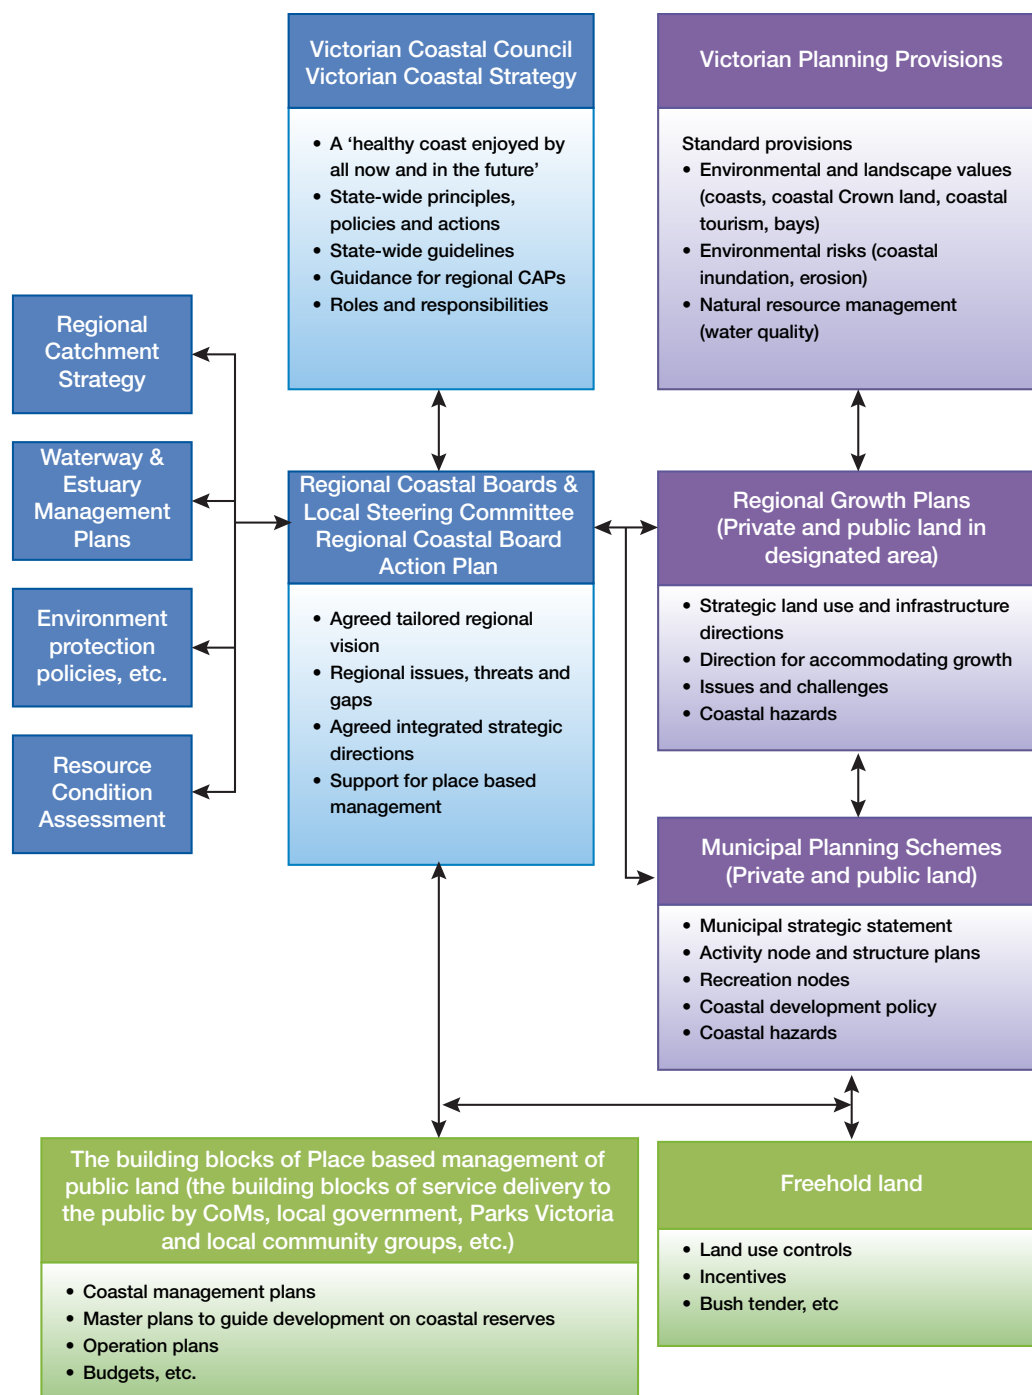 Victorian Coastal Council
Victorian Coastal Strategy
• A ‘healthy coast enjoyed by
all now and in the future’
• State-wide principles,
policies and actions
• State-wide guidelines
• Guidance for regional CAPs
• Roles and responsibilities
Victorian Planning Provisions
Standard provisions
• Environmental and landscape values
(coasts, coastal Crown land, coastal
tourism, bays)
• Environmental risks (coastal
inundation, erosion)
• Natural resource management
(water quality)
Regional
Catchment
Strategy
Waterway &
Estuary
Management
Plans
Environment
protection
policies, etc.
Resource
Condition
Assessment
Regional Coastal Boards &
Local Steering Committee
Regional Coastal Board
Action Plan
• Agreed tailored regional
vision
• Regional issues, threats and
gaps
• Agreed integrated strategic
directions
• Support for place based
management
Regional Growth Plans
(Private and public land in
designated area)
• Strategic land use and infrastructure
directions
• Direction for accommodating growth
• Issues and challenges
• Coastal hazards
Municipal Planning Schemes
(Private and public land)
• Municipal strategic statement
• Activity node and structure plans
• Recreation nodes
• Coastal development policy
• Coastal hazards
The building blocks of Place based management of
public land (the building blocks of service delivery to
the public by CoMs, local government, Parks Victoria
and local community groups, etc.)
• Coastal management plans
• Master plans to guide development on coastal reserves
• Operation plans
• Budgets, etc.
Freehold land
• Land use controls
• Incentives
• Bush tender, etc